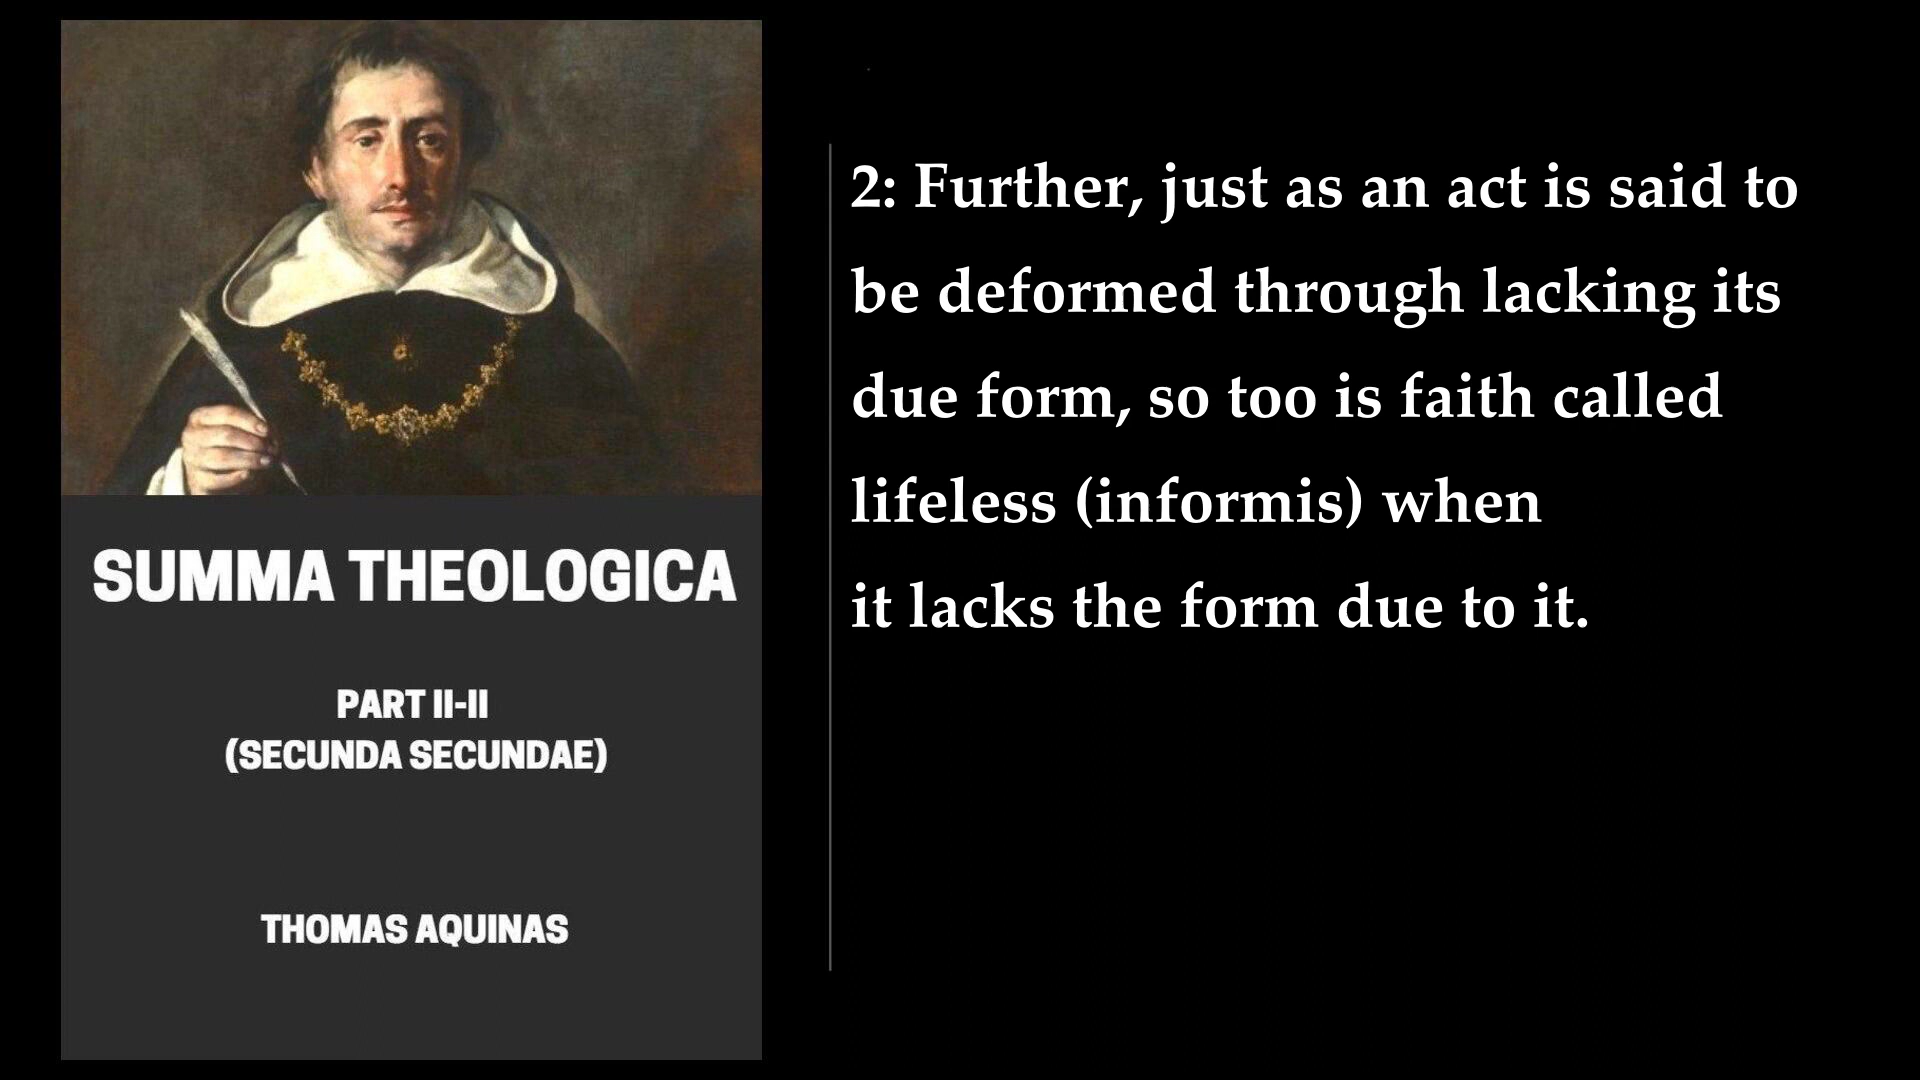 SUMMA THEOLOGICA
PART II-II
(SECUNDA SECUNDAE)
THOMAS AQUINAS
2: Further, just as an act is said to
be deformed through lacking its
due form, so too is faith called
lifeless (informis) when
it lacks the form due to it.